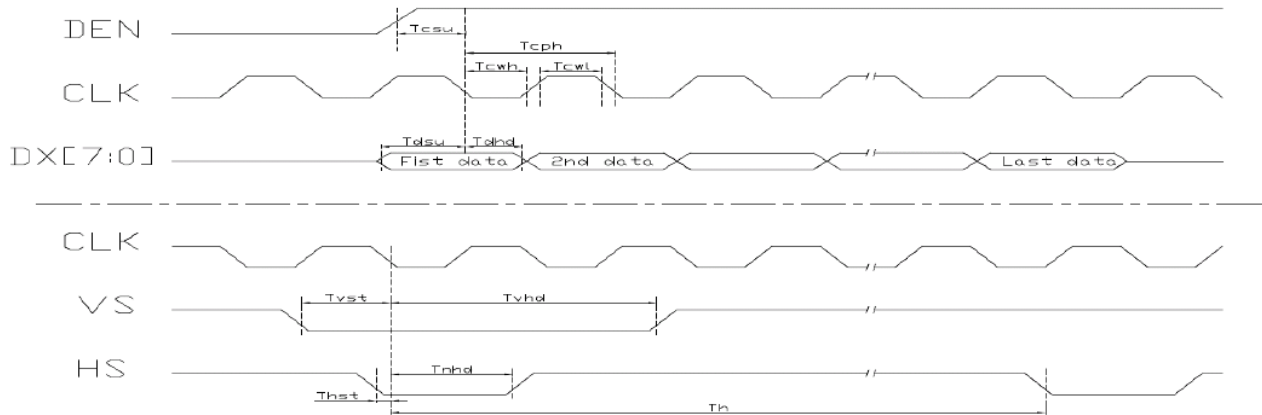 DEN
Tcsu
Tcph
CLK
Tcwh
Tcwl
DX[7:0]
Tdsu
Tdhd
Fist data
2nd data
Last data
CLK
VS
Tvst
Tvhd
HS
Thhd
Thst
Th